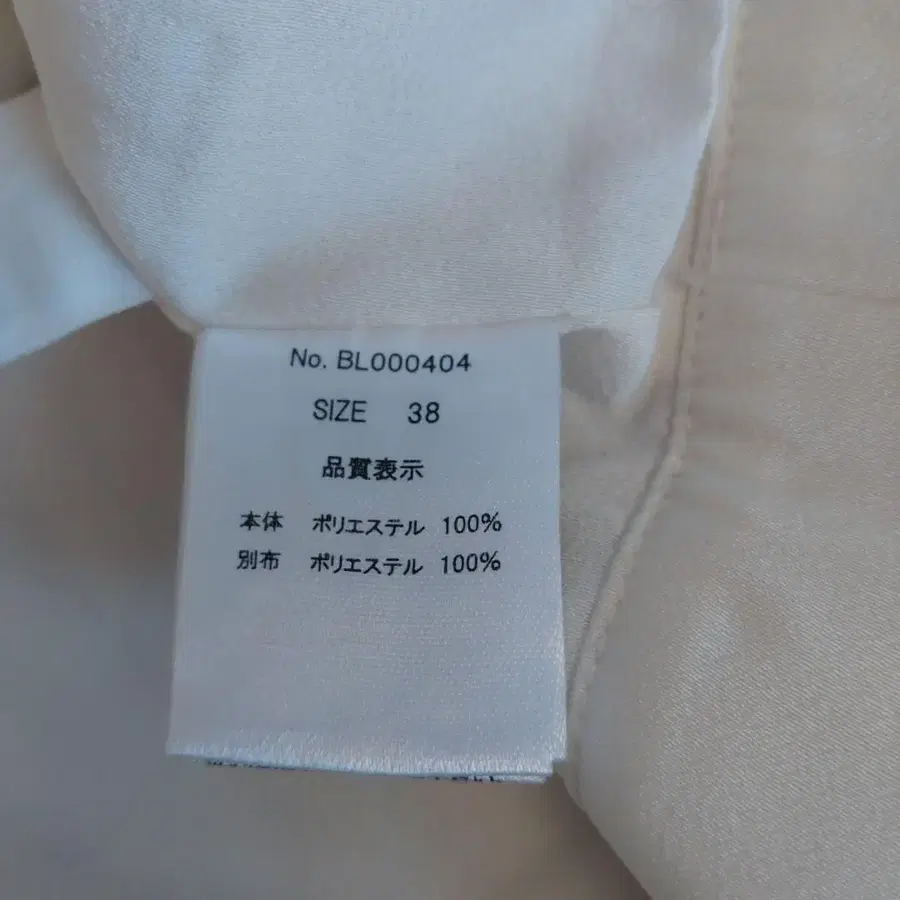 No. BL000404
SIZE 38
品質表示
本体 ポリエステル 100%
別布 ポリエステル 100%